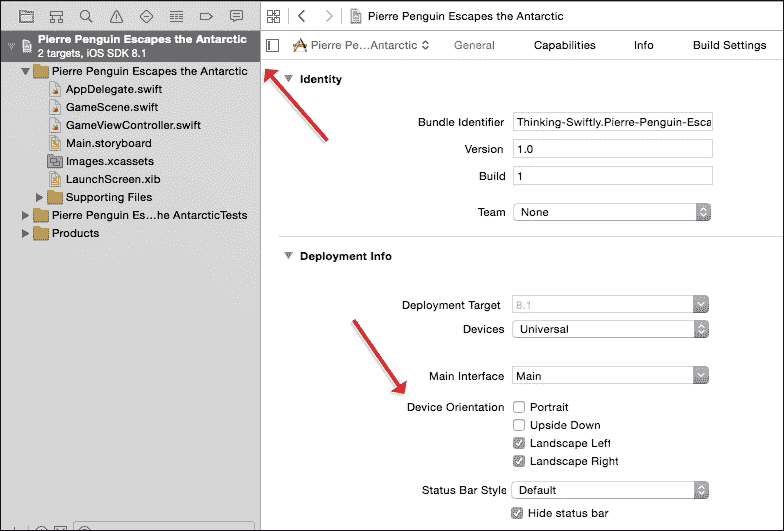 Pierre Penguin Escapes the Antarctic
Pierre Penguin Escapes the Antarctic
2 targets, iOS SDK 8.1
Pierre Pe...Antarctic
General
Capabilities
Info
Build Settings
Pierre Penguin Escapes the Antarctic
AppDelegate.swift
GameScene.swift
GameViewController.swift
Main.storyboard
Images.xcassets
LaunchScreen.xib
Supporting Files
Pierre Penguin Es...he AntarcticTests
Products
Identity
Bundle Identifier Thinking-Swiftly.Pierre-Penguin-Esca
Version 1.0
Build 1
Team None
Deployment Info
Deployment Target 8.1
Devices Universal
Main Interface Main
Device Orientation Portrait
Upside Down
Landscape Left
Landscape Right
Status Bar Style Default
Hide status bar